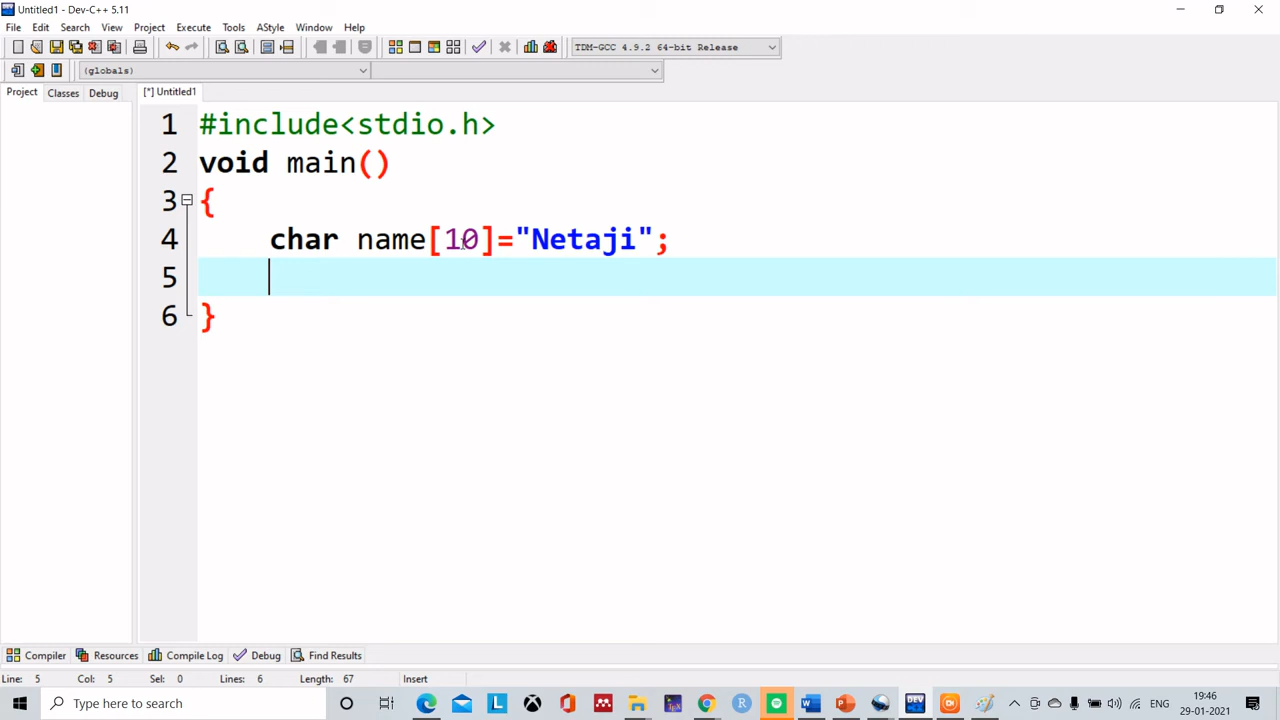 Untitled1 - Dev-C++ 5.11
File Edit Search View Project Execute Tools AStyle Window Help
TDM-GCC 4.9.2 64-bit Release
(globals)
Project Classes Debug [*] Untitled1
1 #include<stdio.h>
2 void main()
3 {
4 char name[10]="Netaji";
5
6 }
Compiler Resources Compile Log Debug Find Results
Line: 5 Col: 5 Sel: 0 Lines: 6 Length: 67 Insert
Type here to search
ENG
19:46
29-01-2021